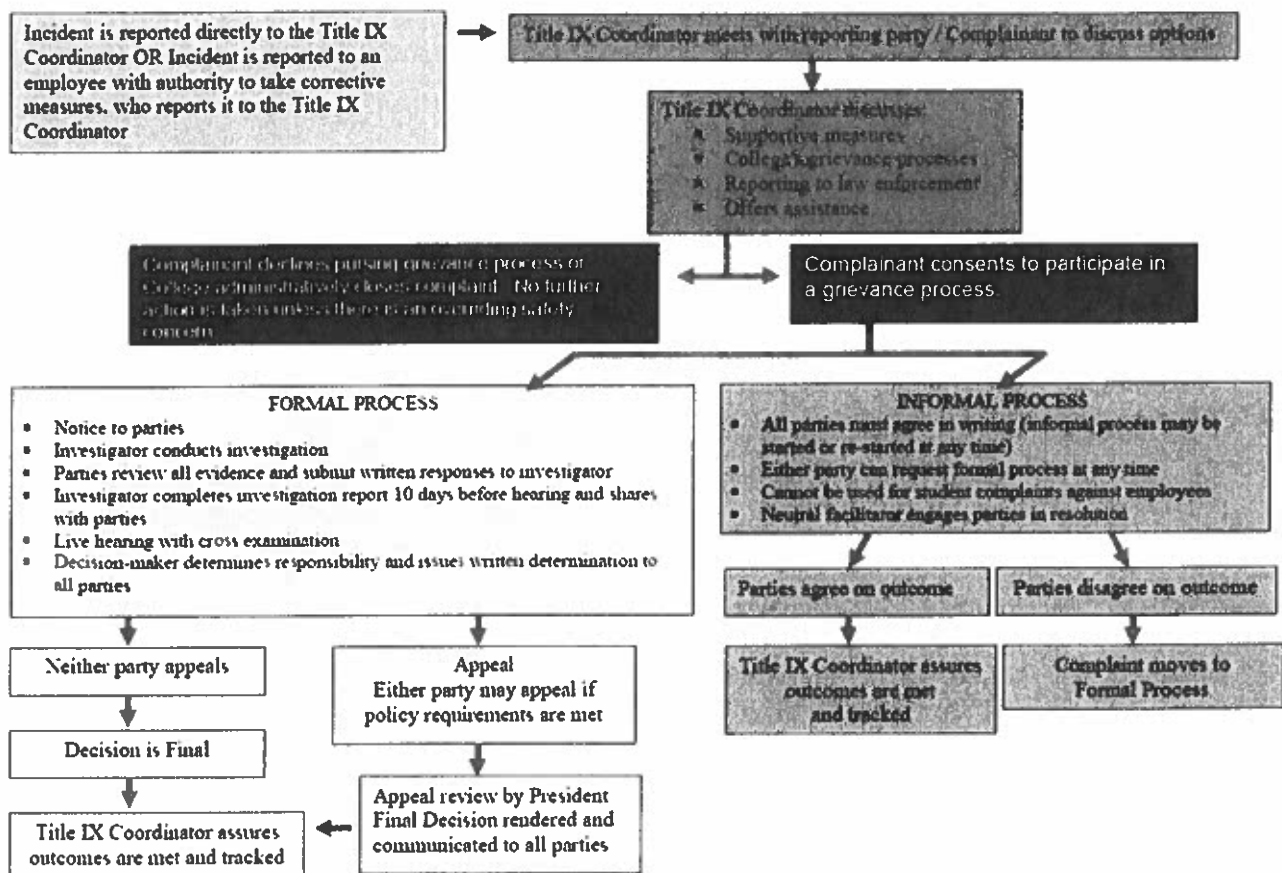 Incident is reported directly to the Title IX
Coordinator OR Incident is reported to an
employee with authority to take corrective
measures, who reports it to the Title IX
Coordinator
Title IX Coordinator meets with reporting party / Complainant to discuss options
Title IX Coordinator discusses:
Supportive measures
College's grievance processes
Reporting to law enforcement
Offers assistance
Complainant declines pursing grievance process or
College administratively closes complaint. No further
action is taken unless there is an overriding safety
concern.
Complainant consents to participate in
a grievance process.
FORMAL PROCESS
• Notice to parties
• Investigator conducts investigation
• Parties review all evidence and submit written responses to investigator
• Investigator completes investigation report 10 days before hearing and shares
with parties
• Live hearing with cross examination
• Decision-maker determines responsibility and issues written determination to
all parties
INFORMAL PROCESS
• All parties must agree in writing (informal process may be
started or re-started at any time)
• Either party can request formal process at any time
• Cannot be used for student complaints against employees
• Neutral facilitator engages parties in resolution
Parties agree on outcome
Parties disagree on outcome
Neither party appeals
Appeal
Either party may appeal if
policy requirements are met
Title IX Coordinator assures
outcomes are met
and tracked
Complaint moves to
Formal Process
Decision is Final
Appeal review by President
Final Decision rendered and
communicated to all parties
Title IX Coordinator assures
outcomes are met and tracked